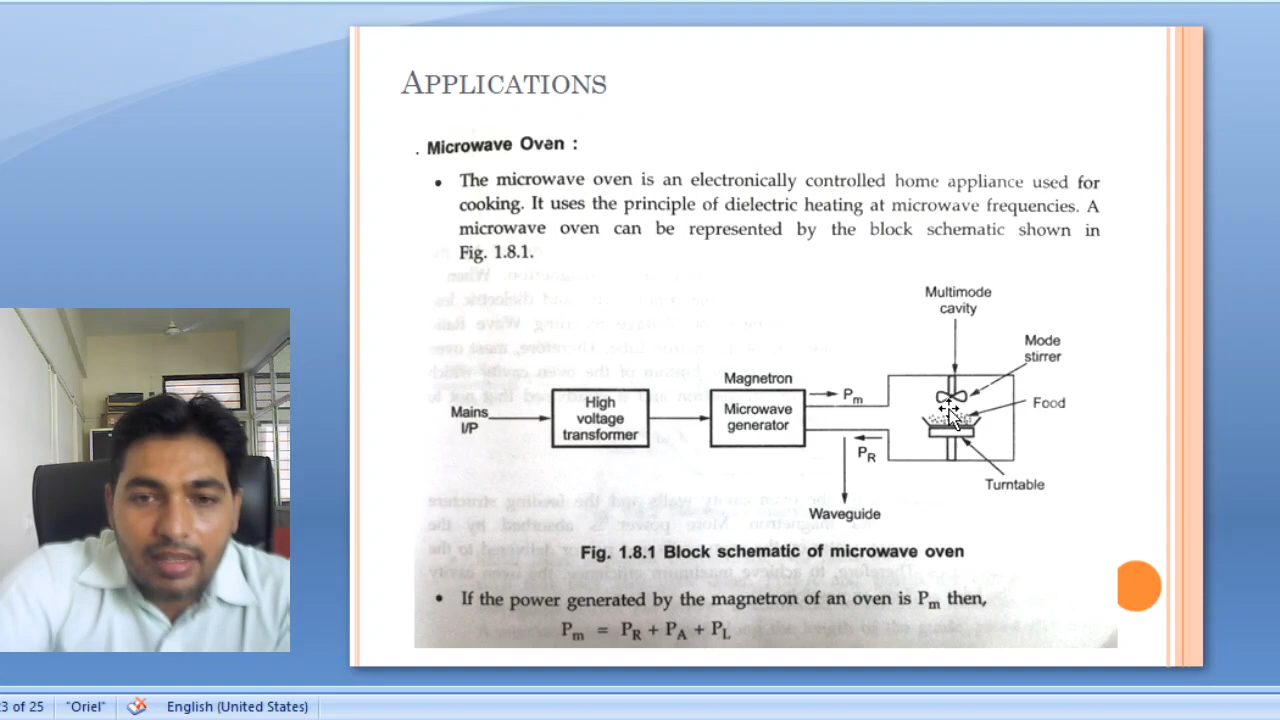 APPLICATIONS
. Microwave Oven :
• The microwave oven is an electronically controlled home appliance used for
cooking. It uses the principle of dielectric heating at microwave frequencies. A
microwave oven can be represented by the block schematic shown in
Fig. 1.8.1.
Multimode
cavity
Mode
stirrer
Magnetron
Pm
Mains
I/P
High
voltage
transformer
Microwave
generator
Food
PR
Turntable
Waveguide
Fig. 1.8.1 Block schematic of microwave oven
• If the power generated by the magnetron of an oven is Pm then,
Pm = PR + PA + PL
3 of 25 "Oriel" English (United States)